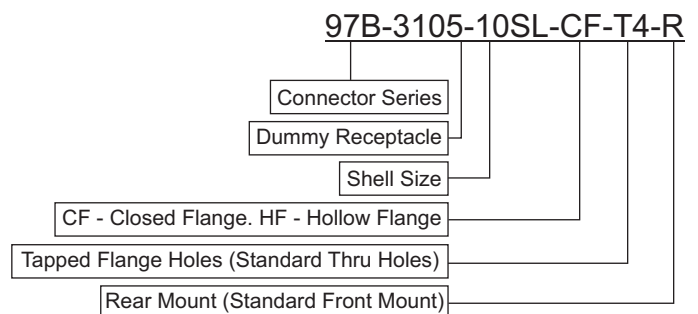 97B-3105-10SL-CF-T4-R
Connector Series
Dummy Receptacle
Shell Size
CF - Closed Flange. HF - Hollow Flange
Tapped Flange Holes (Standard Thru Holes)
Rear Mount (Standard Front Mount)